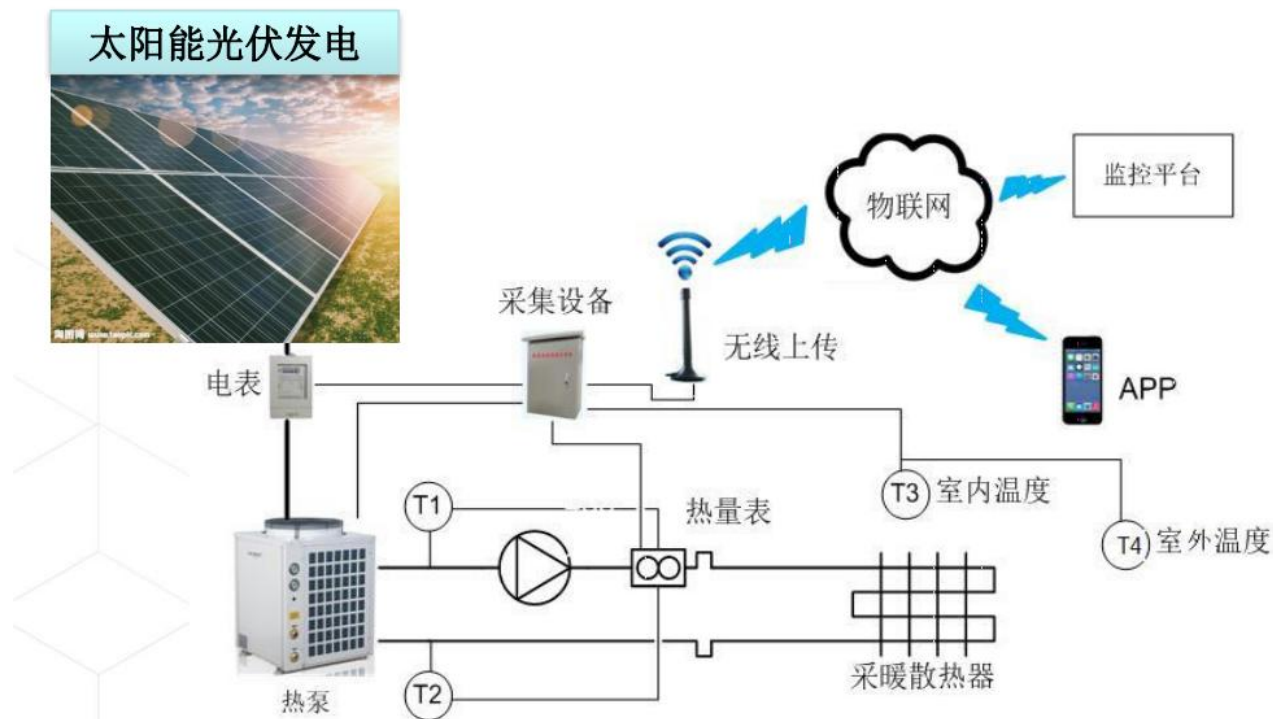 太阳能光伏发电
监控平台
物联网
采集设备
无线上传
电表
APP
T1
热量表
T3
室内温度
T4
室外温度
T2
热泵
采暖散热器